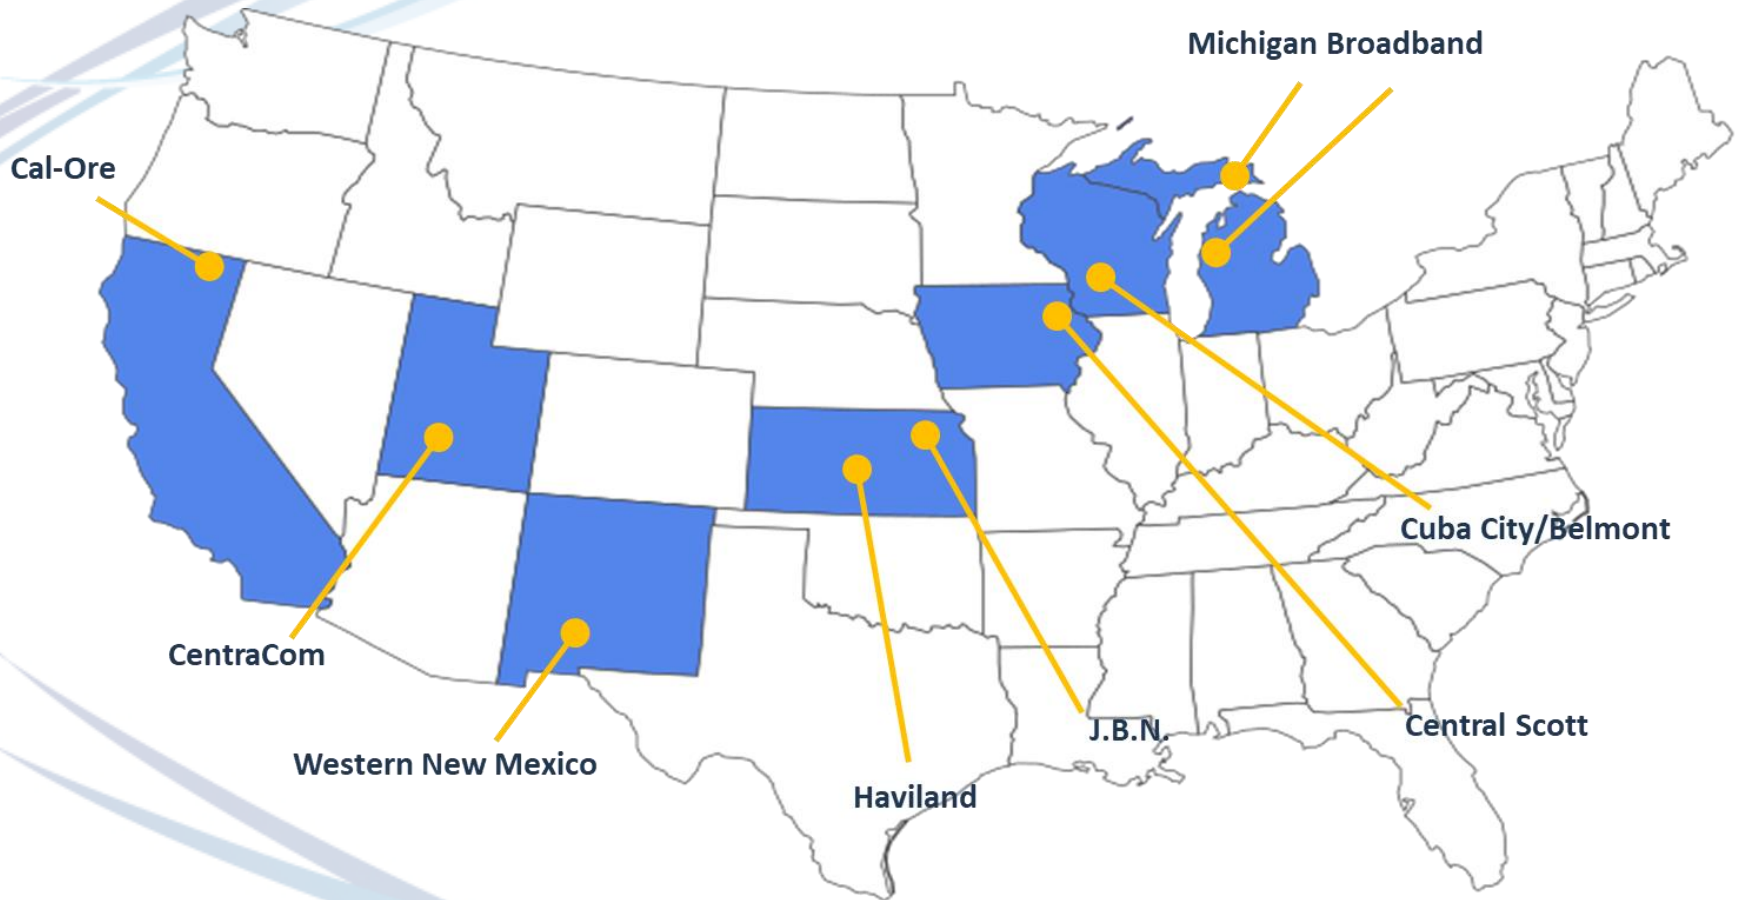 Michigan Broadband
Cal-Ore
Cuba City/Belmont
CentraCom
Central Scott
J.B.N.
Western New Mexico
Haviland